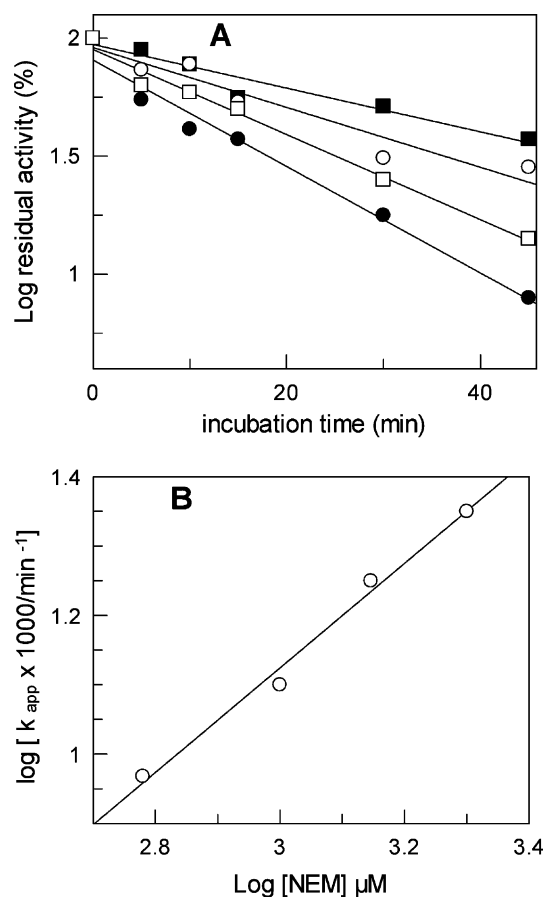 A
Log residual activity (%)
2
1.5
1
0
20
40
incubation time (min)
B
log [ k app x 1000/min -1]
1.4
1.2
1
2.8
3
3.2
3.4
Log [NEM] µM